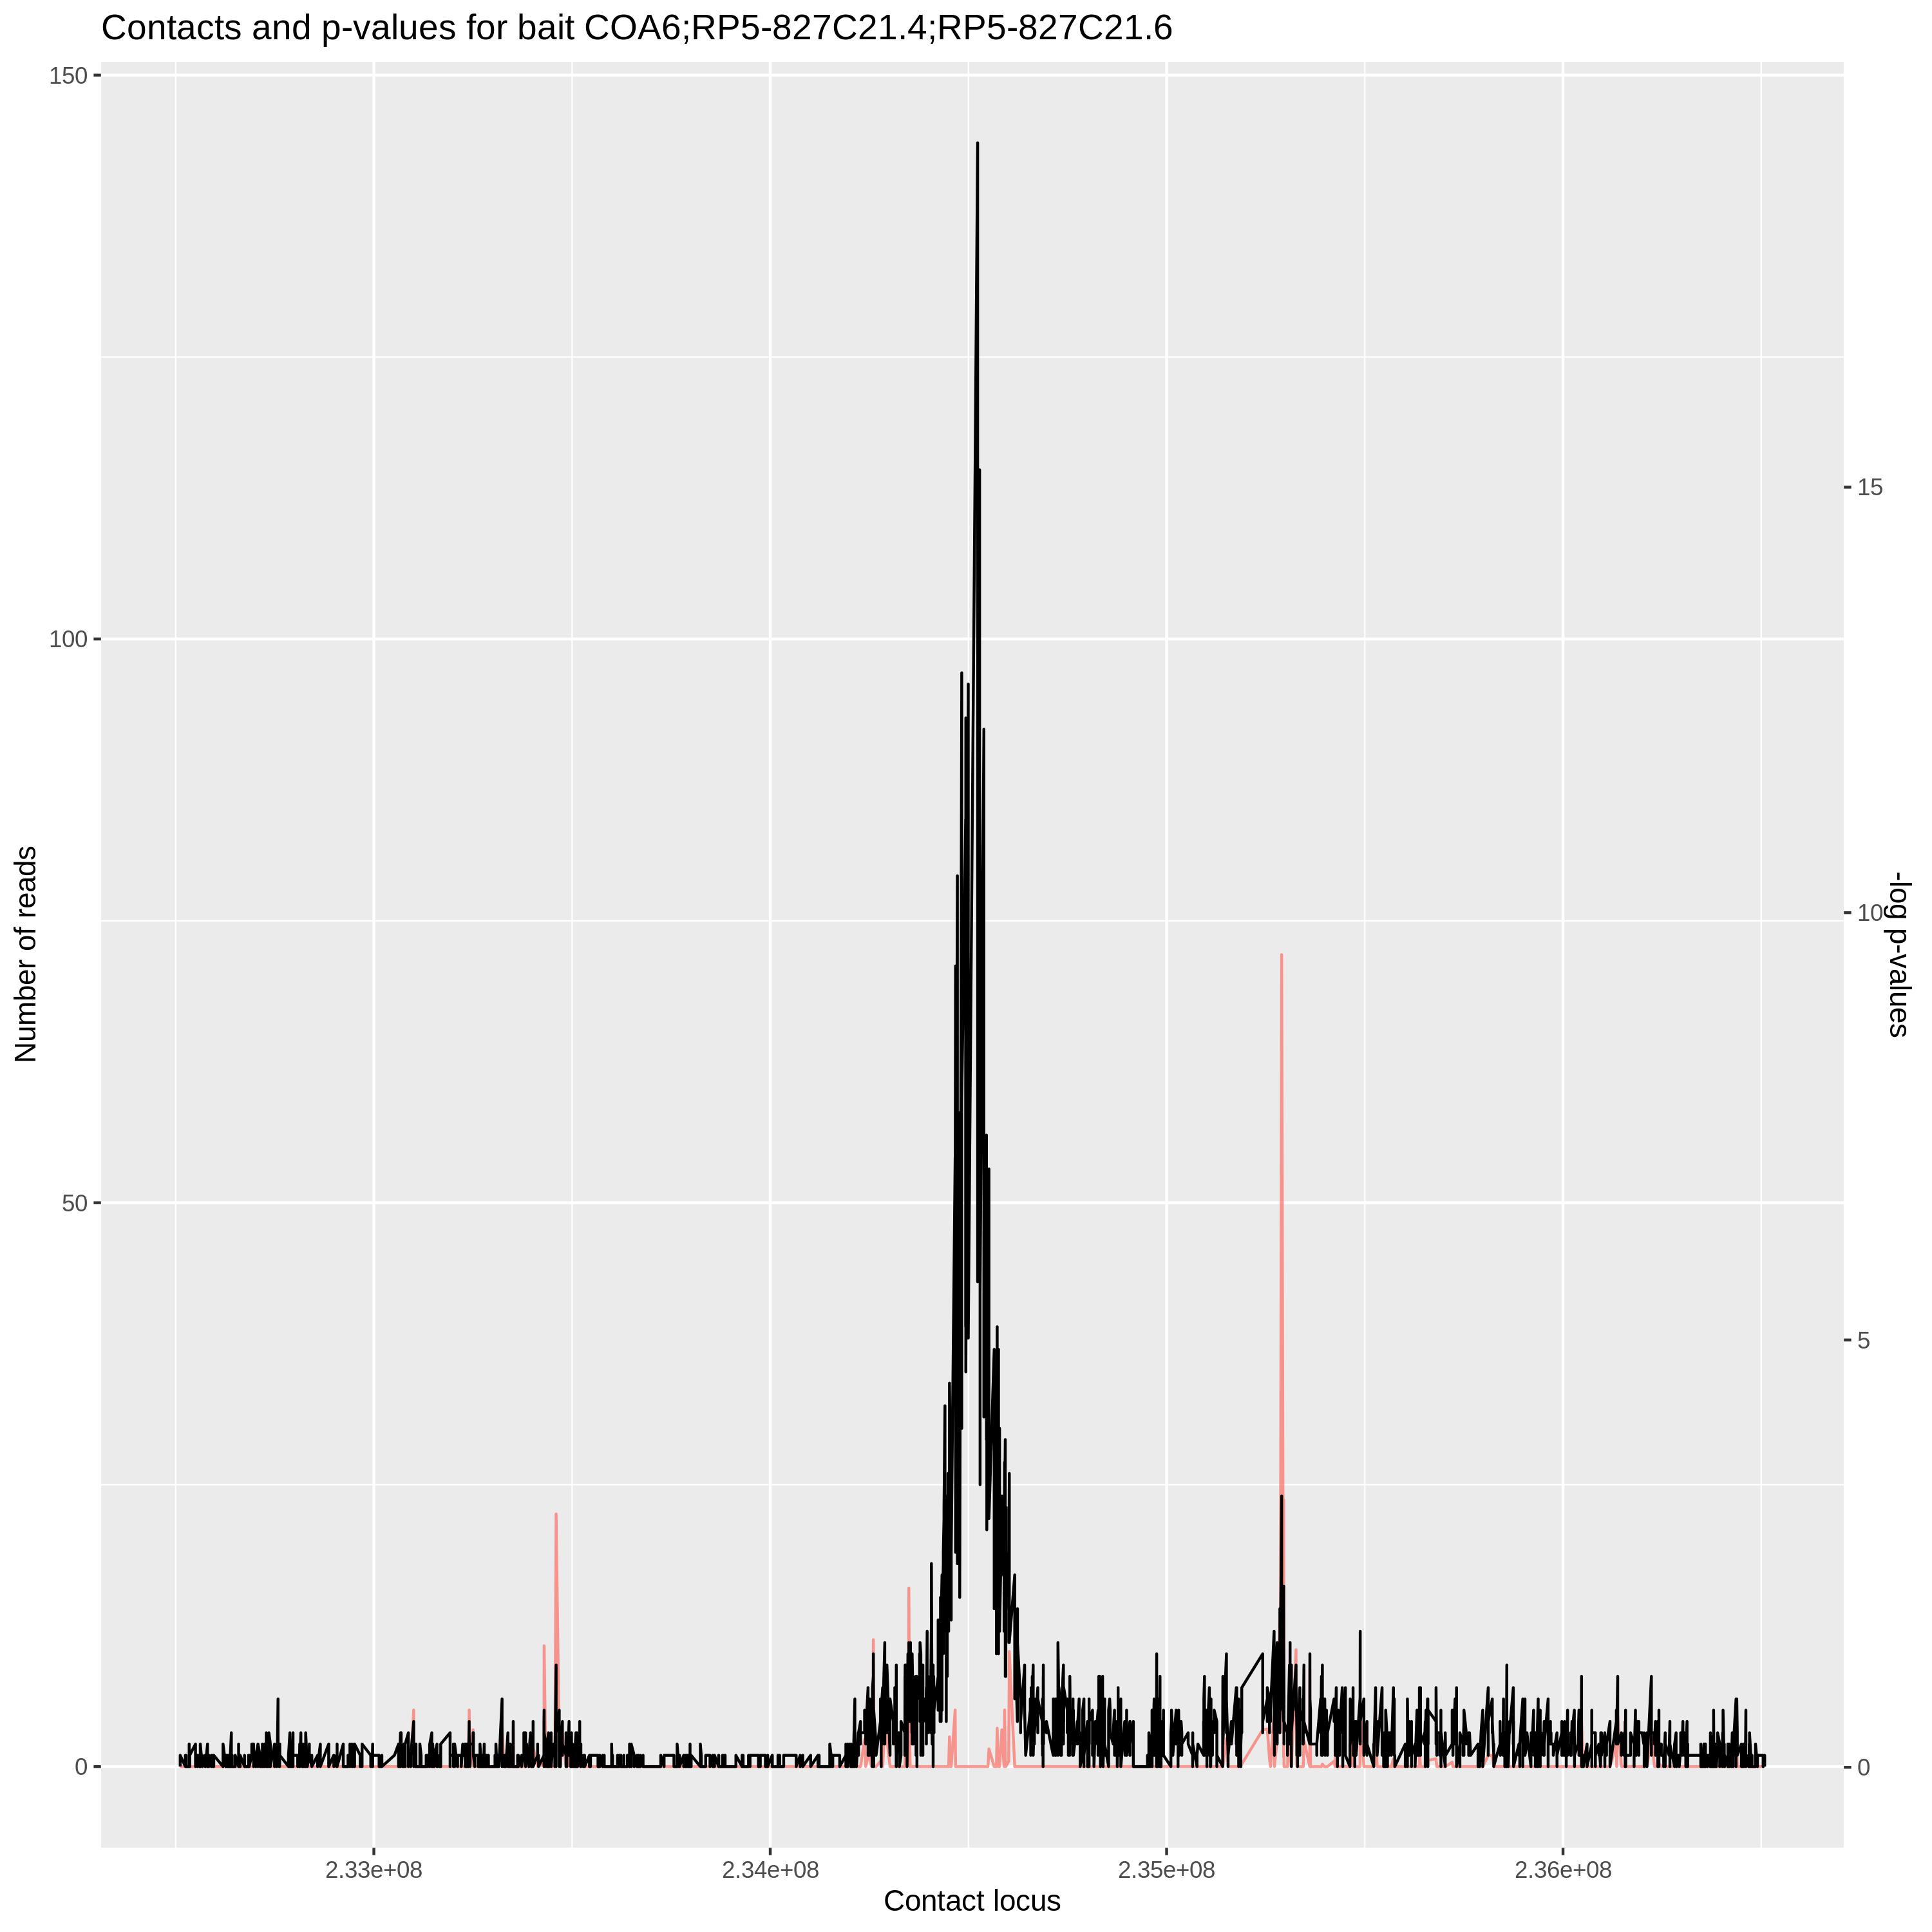 Contacts and p-values for bait COA6;RP5-827C21.4;RP5-827C21.6
150
100
50
0
Number of reads
15
10
5
0
-log p-values
2.33e+08
2.34e+08
2.35e+08
2.36e+08
Contact locus